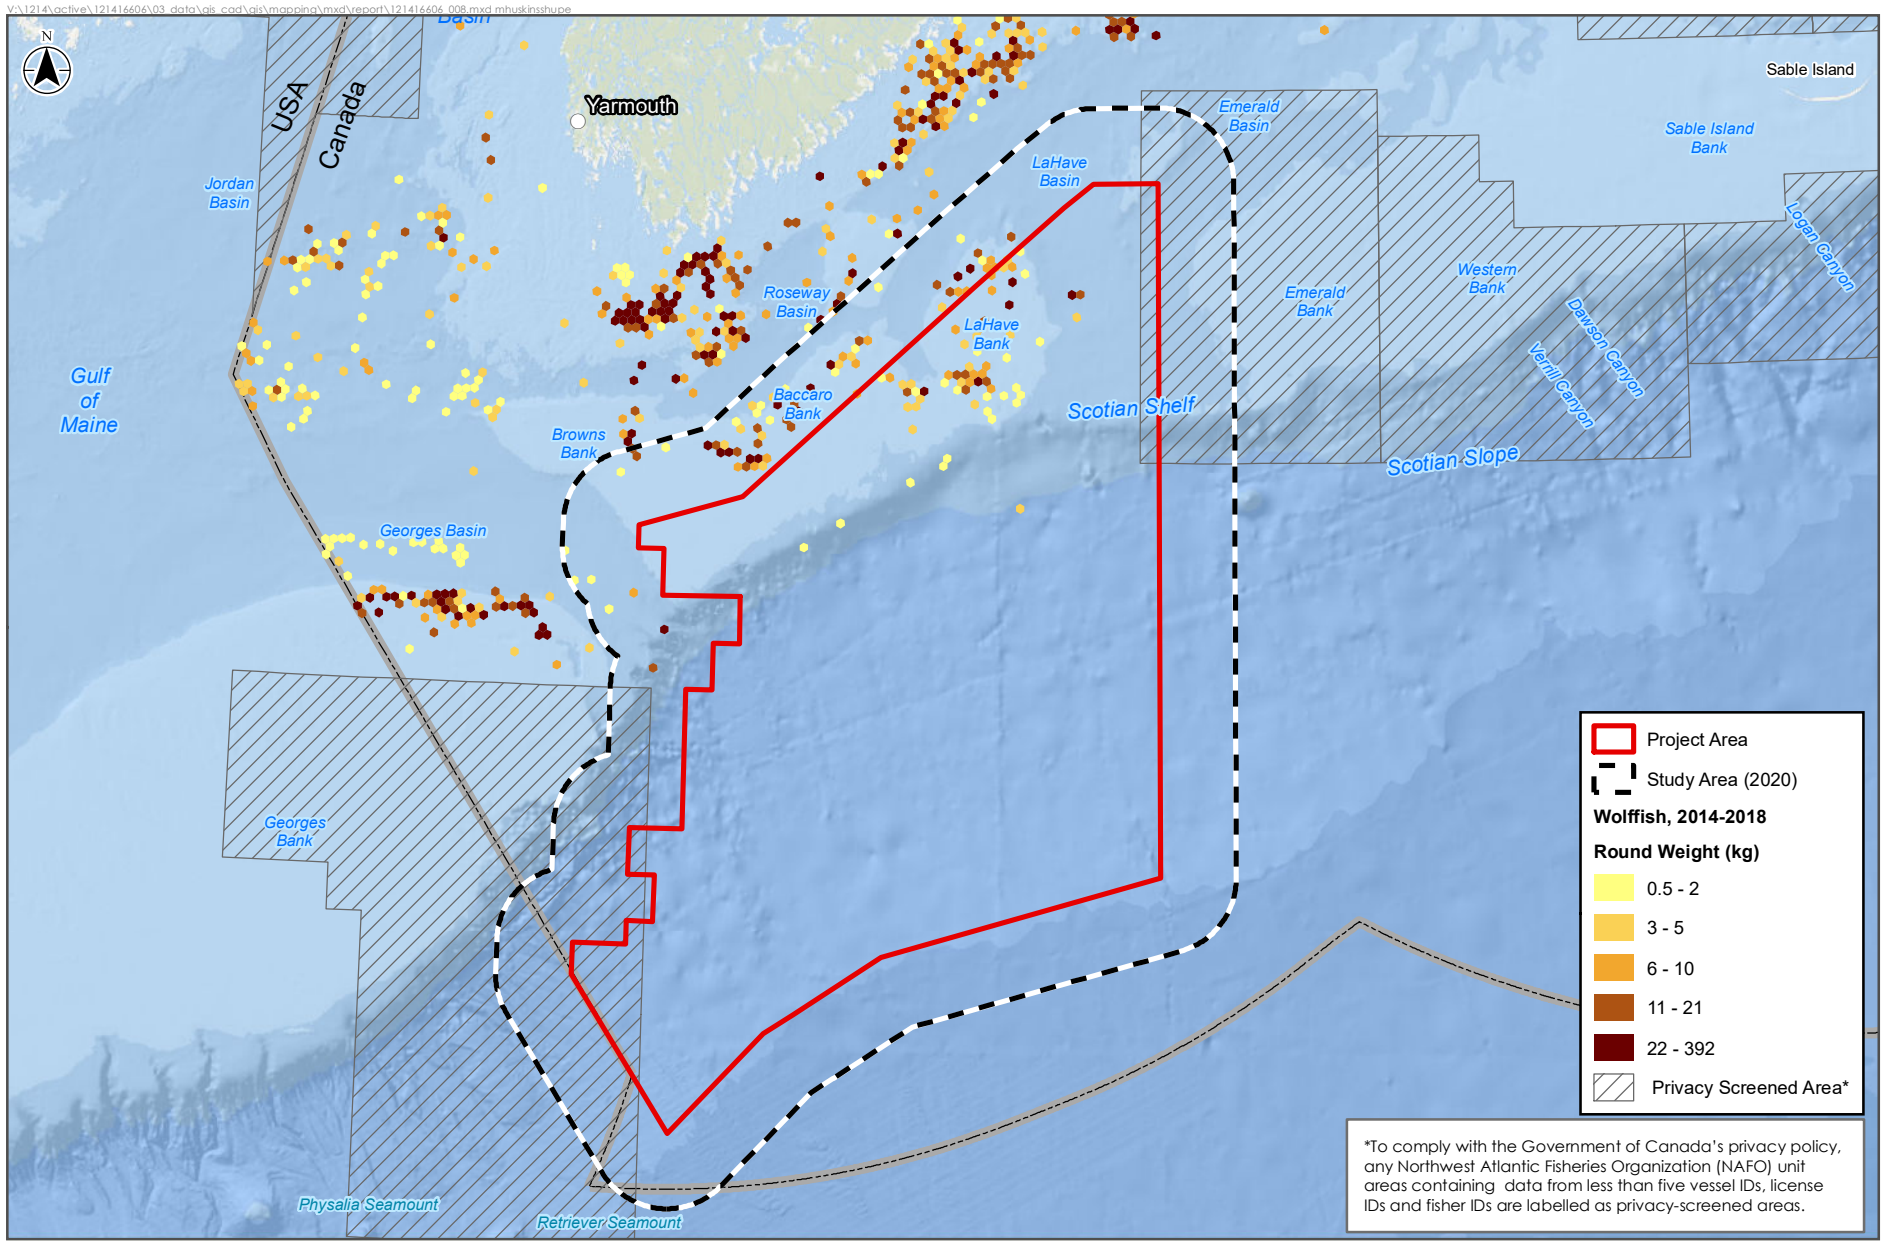 V:\1214\active\121416606\03_data\gis_cad\gis\mapping\mxd\report\121416606_008.mxd mhuskinsshupe
Basin
N
USA
Canada
Yarmouth
Sable Island
Emerald
Basin
Sable Island
Bank
LaHave
Basin
Jordan
Basin
Logan Canyon
Roseway
Basin
Emerald
Bank
Western
Bank
Dawson Canyon
Verrill Canyon
LaHave
Bank
Gulf
of
Maine
Baccaro
Bank
Scotian Shelf
Browns
Bank
Scotian Slope
Georges Basin
Georges
Bank
Physalia Seamount
Retriever Seamount
Project Area
Study Area (2020)
Wolffish, 2014-2018
Round Weight (kg)
0.5 - 2
3 - 5
6 - 10
11 - 21
22 - 392
Privacy Screened Area*
*To comply with the Government of Canada's privacy policy,
any Northwest Atlantic Fisheries Organization (NAFO) unit
areas containing data from less than five vessel IDs, license
IDs and fisher IDs are labelled as privacy-screened areas.